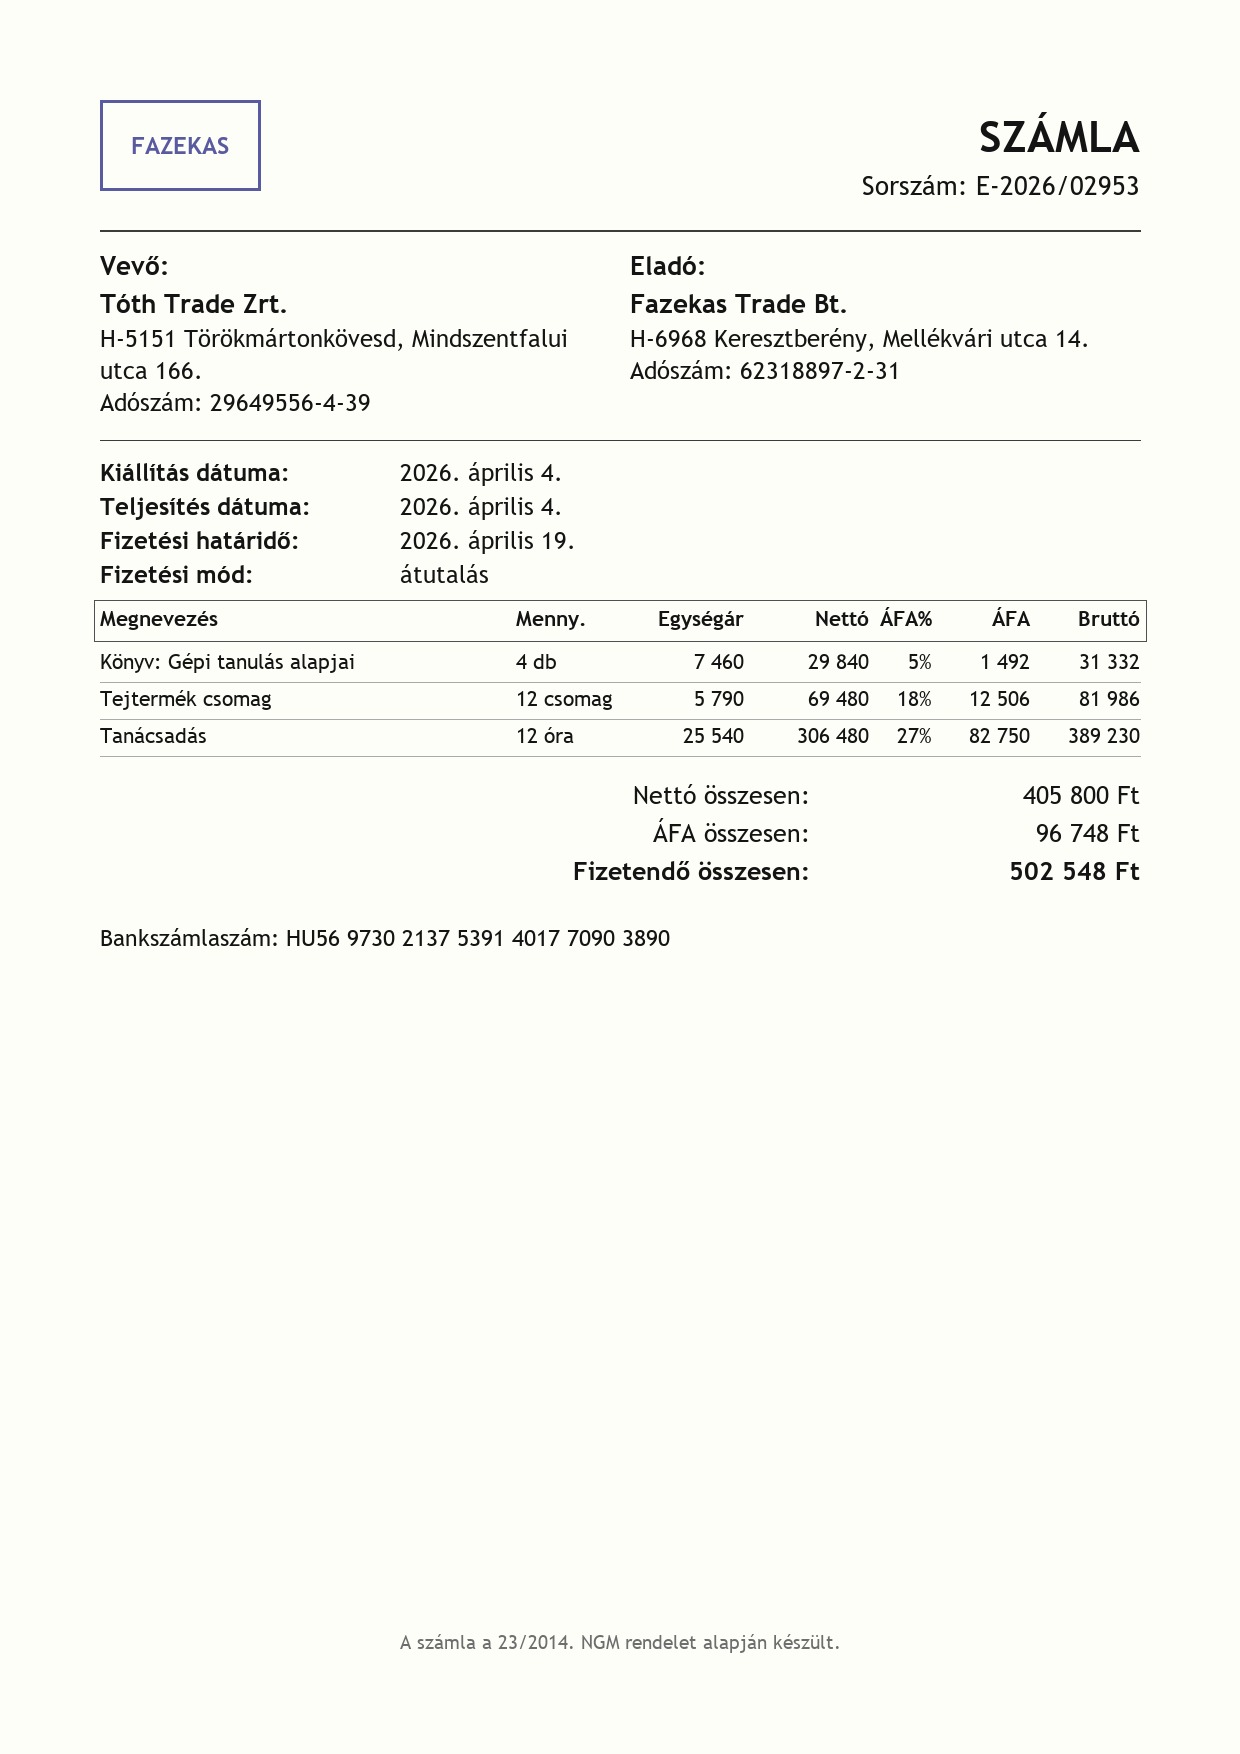 FAZEKAS
SZÁMLA
Sorszám: E-2026/02953
Vevő:
Tóth Trade Zrt.
H-5151 Törökmártonkövesd, Mindszentfalui
utca 166.
Adószám: 29649556-4-39
Eladó:
Fazekas Trade Bt.
H-6968 Keresztberény, Mellékvári utca 14.
Adószám: 62318897-2-31
Kiállítás dátuma: 2026. április 4.
Teljesítés dátuma: 2026. április 4.
Fizetési határidő: 2026. április 19.
Fizetési mód: átutalás
Megnevezés Menny. Egységár Nettó ÁFA% ÁFA Bruttó
Könyv: Gépi tanulás alapjai 4 db 7 460 29 840 5% 1 492 31 332
Tejtermék csomag 12 csomag 5 790 69 480 18% 12 506 81 986
Tanácsadás 12 óra 25 540 306 480 27% 82 750 389 230
Nettó összesen: 405 800 Ft
ÁFA összesen: 96 748 Ft
Fizetendő összesen: 502 548 Ft
Bankszámlaszám: HU56 9730 2137 5391 4017 7090 3890
A számla a 23/2014. NGM rendelet alapján készült.